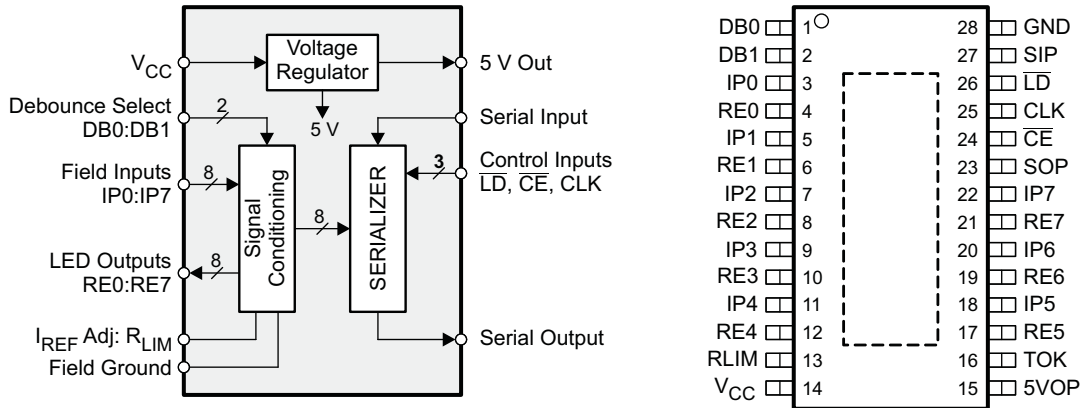 Voltage
Regulator
V_CC
5 V Out
5 V
Debounce Select
DB0:DB1
2
Serial Input
Field Inputs
IP0:IP7
8
Signal
Conditioning
8
SERIALIZER
3
Control Inputs
L̅D̅, C̅E̅, CLK
LED Outputs
RE0:RE7
8
I_REF Adj: R_LIM
Field Ground
Serial Output
DB0 1 28 GND
DB1 2 27 SIP
IP0 3 26 L̅D̅
RE0 4 25 CLK
IP1 5 24 C̅E̅
RE1 6 23 SOP
IP2 7 22 IP7
RE2 8 21 RE7
IP3 9 20 IP6
RE3 10 19 RE6
IP4 11 18 IP5
RE4 12 17 RE5
RLIM 13 16 TOK
V_CC 14 15 5VOP